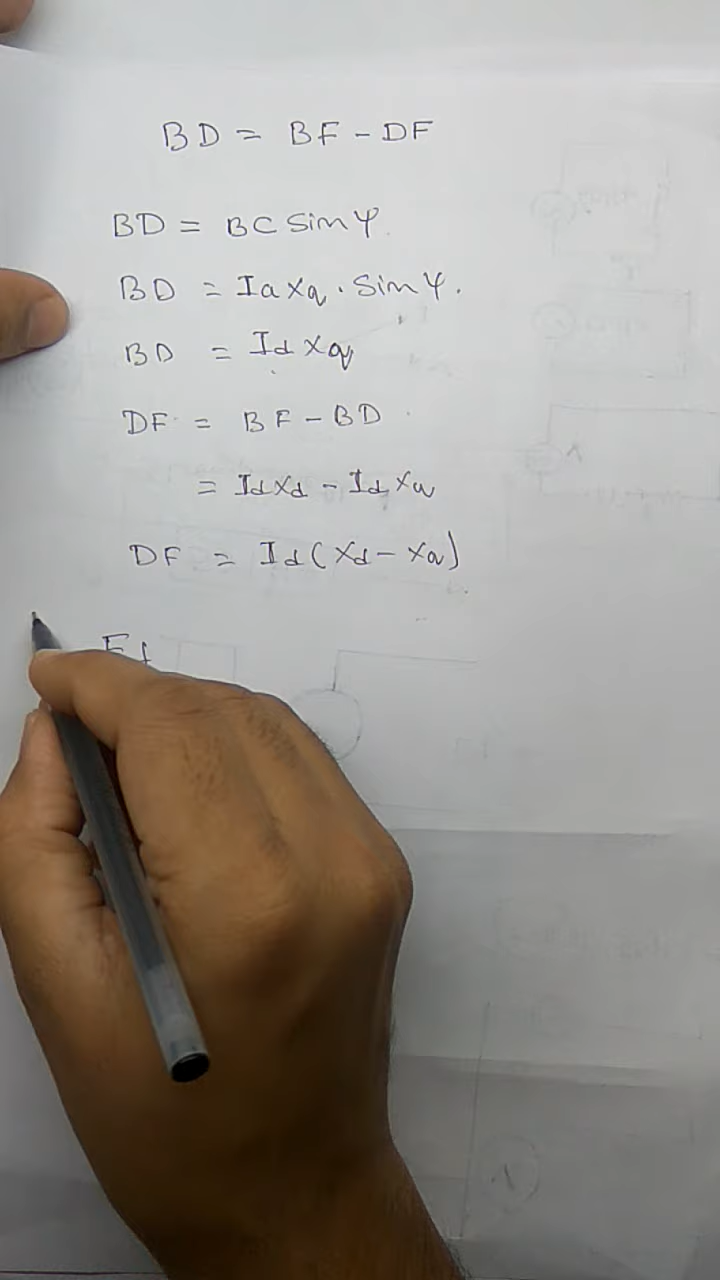 BD = BF - DF
BD = BC Sin ψ.
BD = Ia Xq . Sin ψ.
BD = Id Xq
DF = BF - BD
= Id Xd - Id Xq
DF = Id (Xd - Xq)
Ef